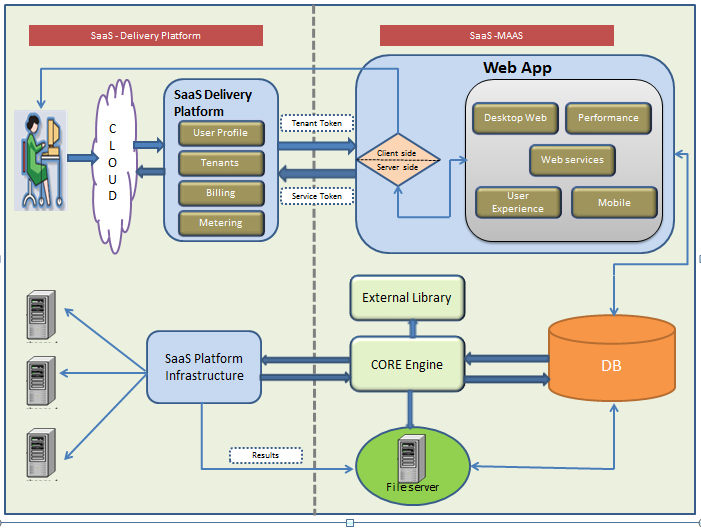 SaaS - Delivery Platform
SaaS -MAAS
Web App
SaaS Delivery
Platform
User Profile
Tenants
Billing
Metering
C
L
O
U
D
Tenant Token
Service Token
Client side
Server side
Desktop Web
Performance
Web services
User
Experience
Mobile
External Library
CORE Engine
DB
SaaS Platform
Infrastructure
Results
File server